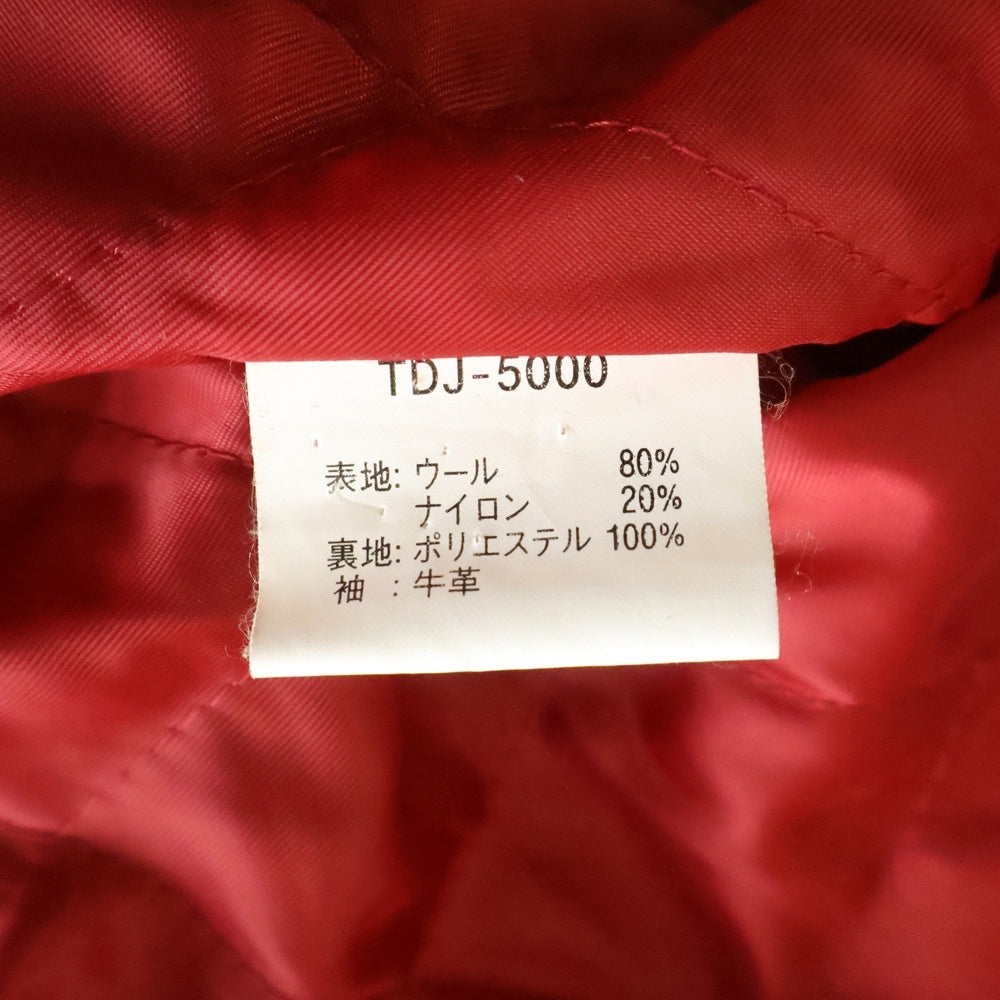 TDJ-5000
表地: ウール 80%
ナイロン 20%
裏地: ポリエステル 100%
袖 : 牛革